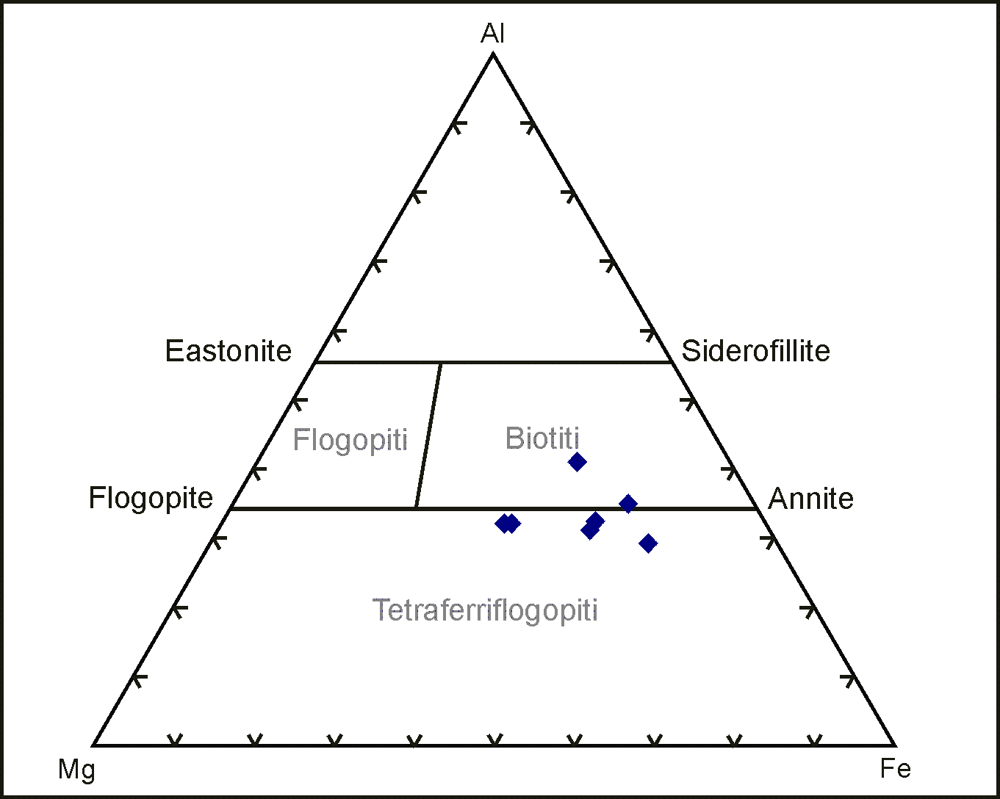 Al
Eastonite
Siderofillite
Flogopiti
Biotiti
Flogopite
Annite
Tetraferriflogopiti
Mg
Fe